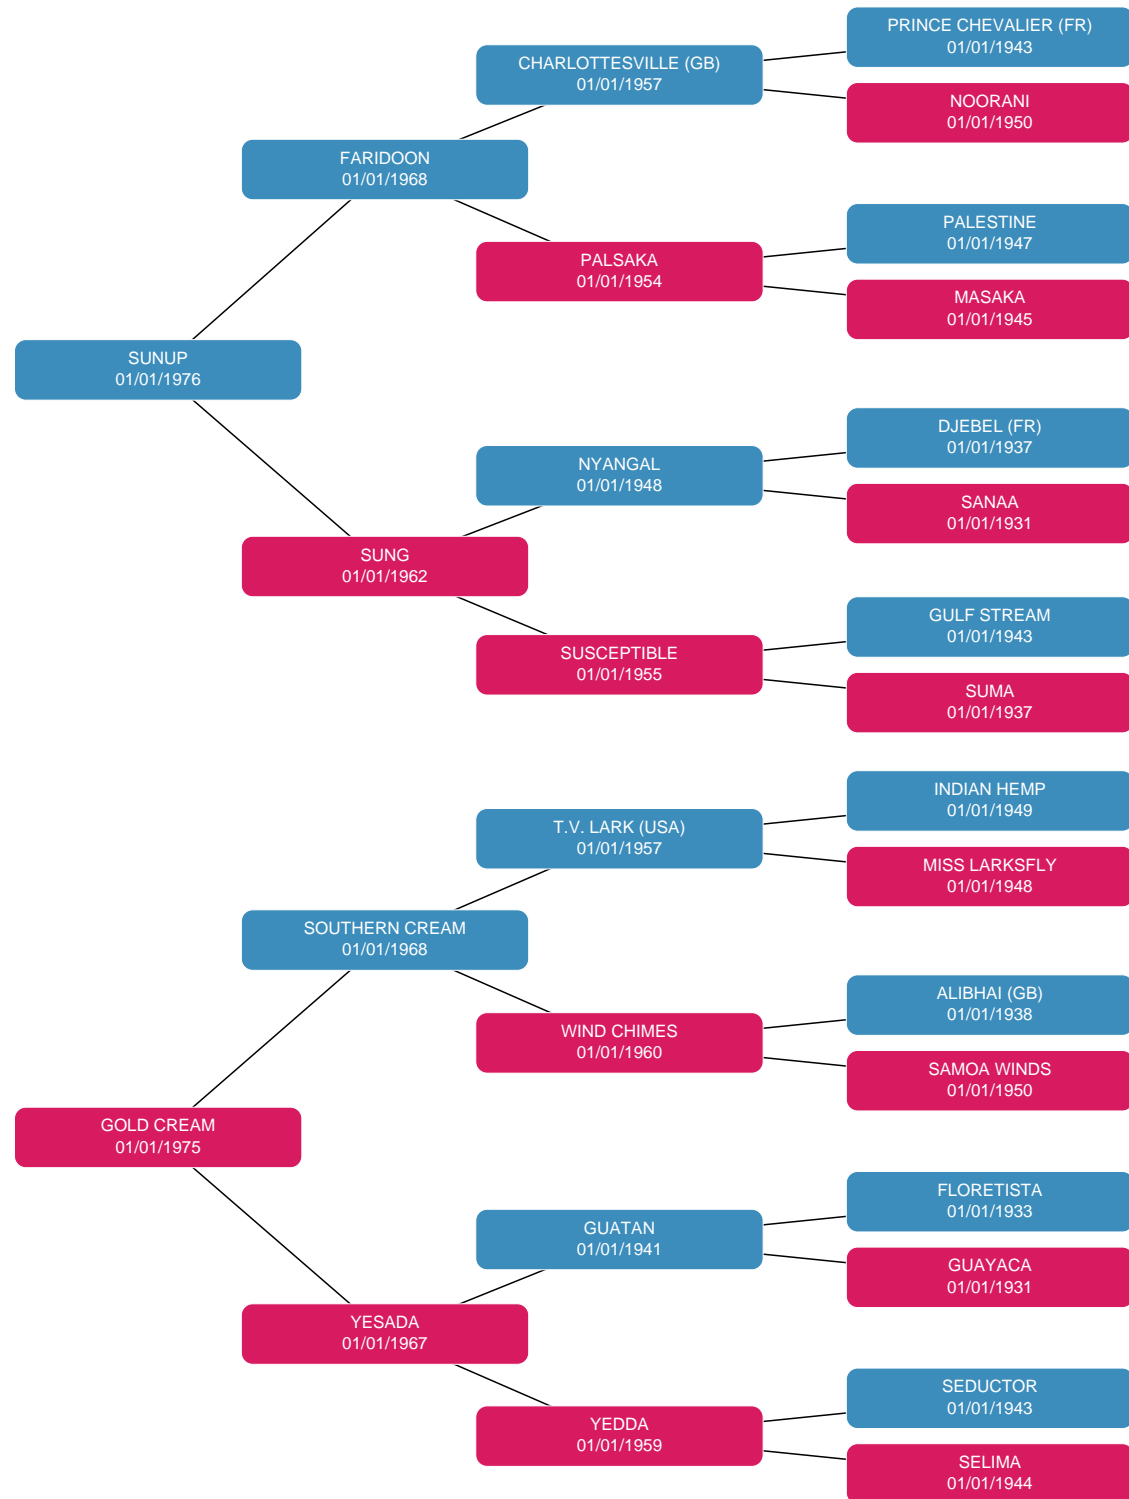 PRINCE CHEVALIER (FR)
01/01/1943
CHARLOTTESVILLE (GB)
01/01/1957
NOORANI
01/01/1950
FARIDOON
01/01/1968
PALESTINE
01/01/1947
PALSAKA
01/01/1954
MASAKA
01/01/1945
SUNUP
01/01/1976
DJEBEL (FR)
01/01/1937
NYANGAL
01/01/1948
SANAA
01/01/1931
SUNG
01/01/1962
GULF STREAM
01/01/1943
SUSCEPTIBLE
01/01/1955
SUMA
01/01/1937
INDIAN HEMP
01/01/1949
T.V. LARK (USA)
01/01/1957
MISS LARKSFLY
01/01/1948
SOUTHERN CREAM
01/01/1968
ALIBHAI (GB)
01/01/1938
WIND CHIMES
01/01/1960
SAMOA WINDS
01/01/1950
GOLD CREAM
01/01/1975
FLORETISTA
01/01/1933
GUATAN
01/01/1941
GUAYACA
01/01/1931
YESADA
01/01/1967
SEDUCTOR
01/01/1943
YEDDA
01/01/1959
SELIMA
01/01/1944